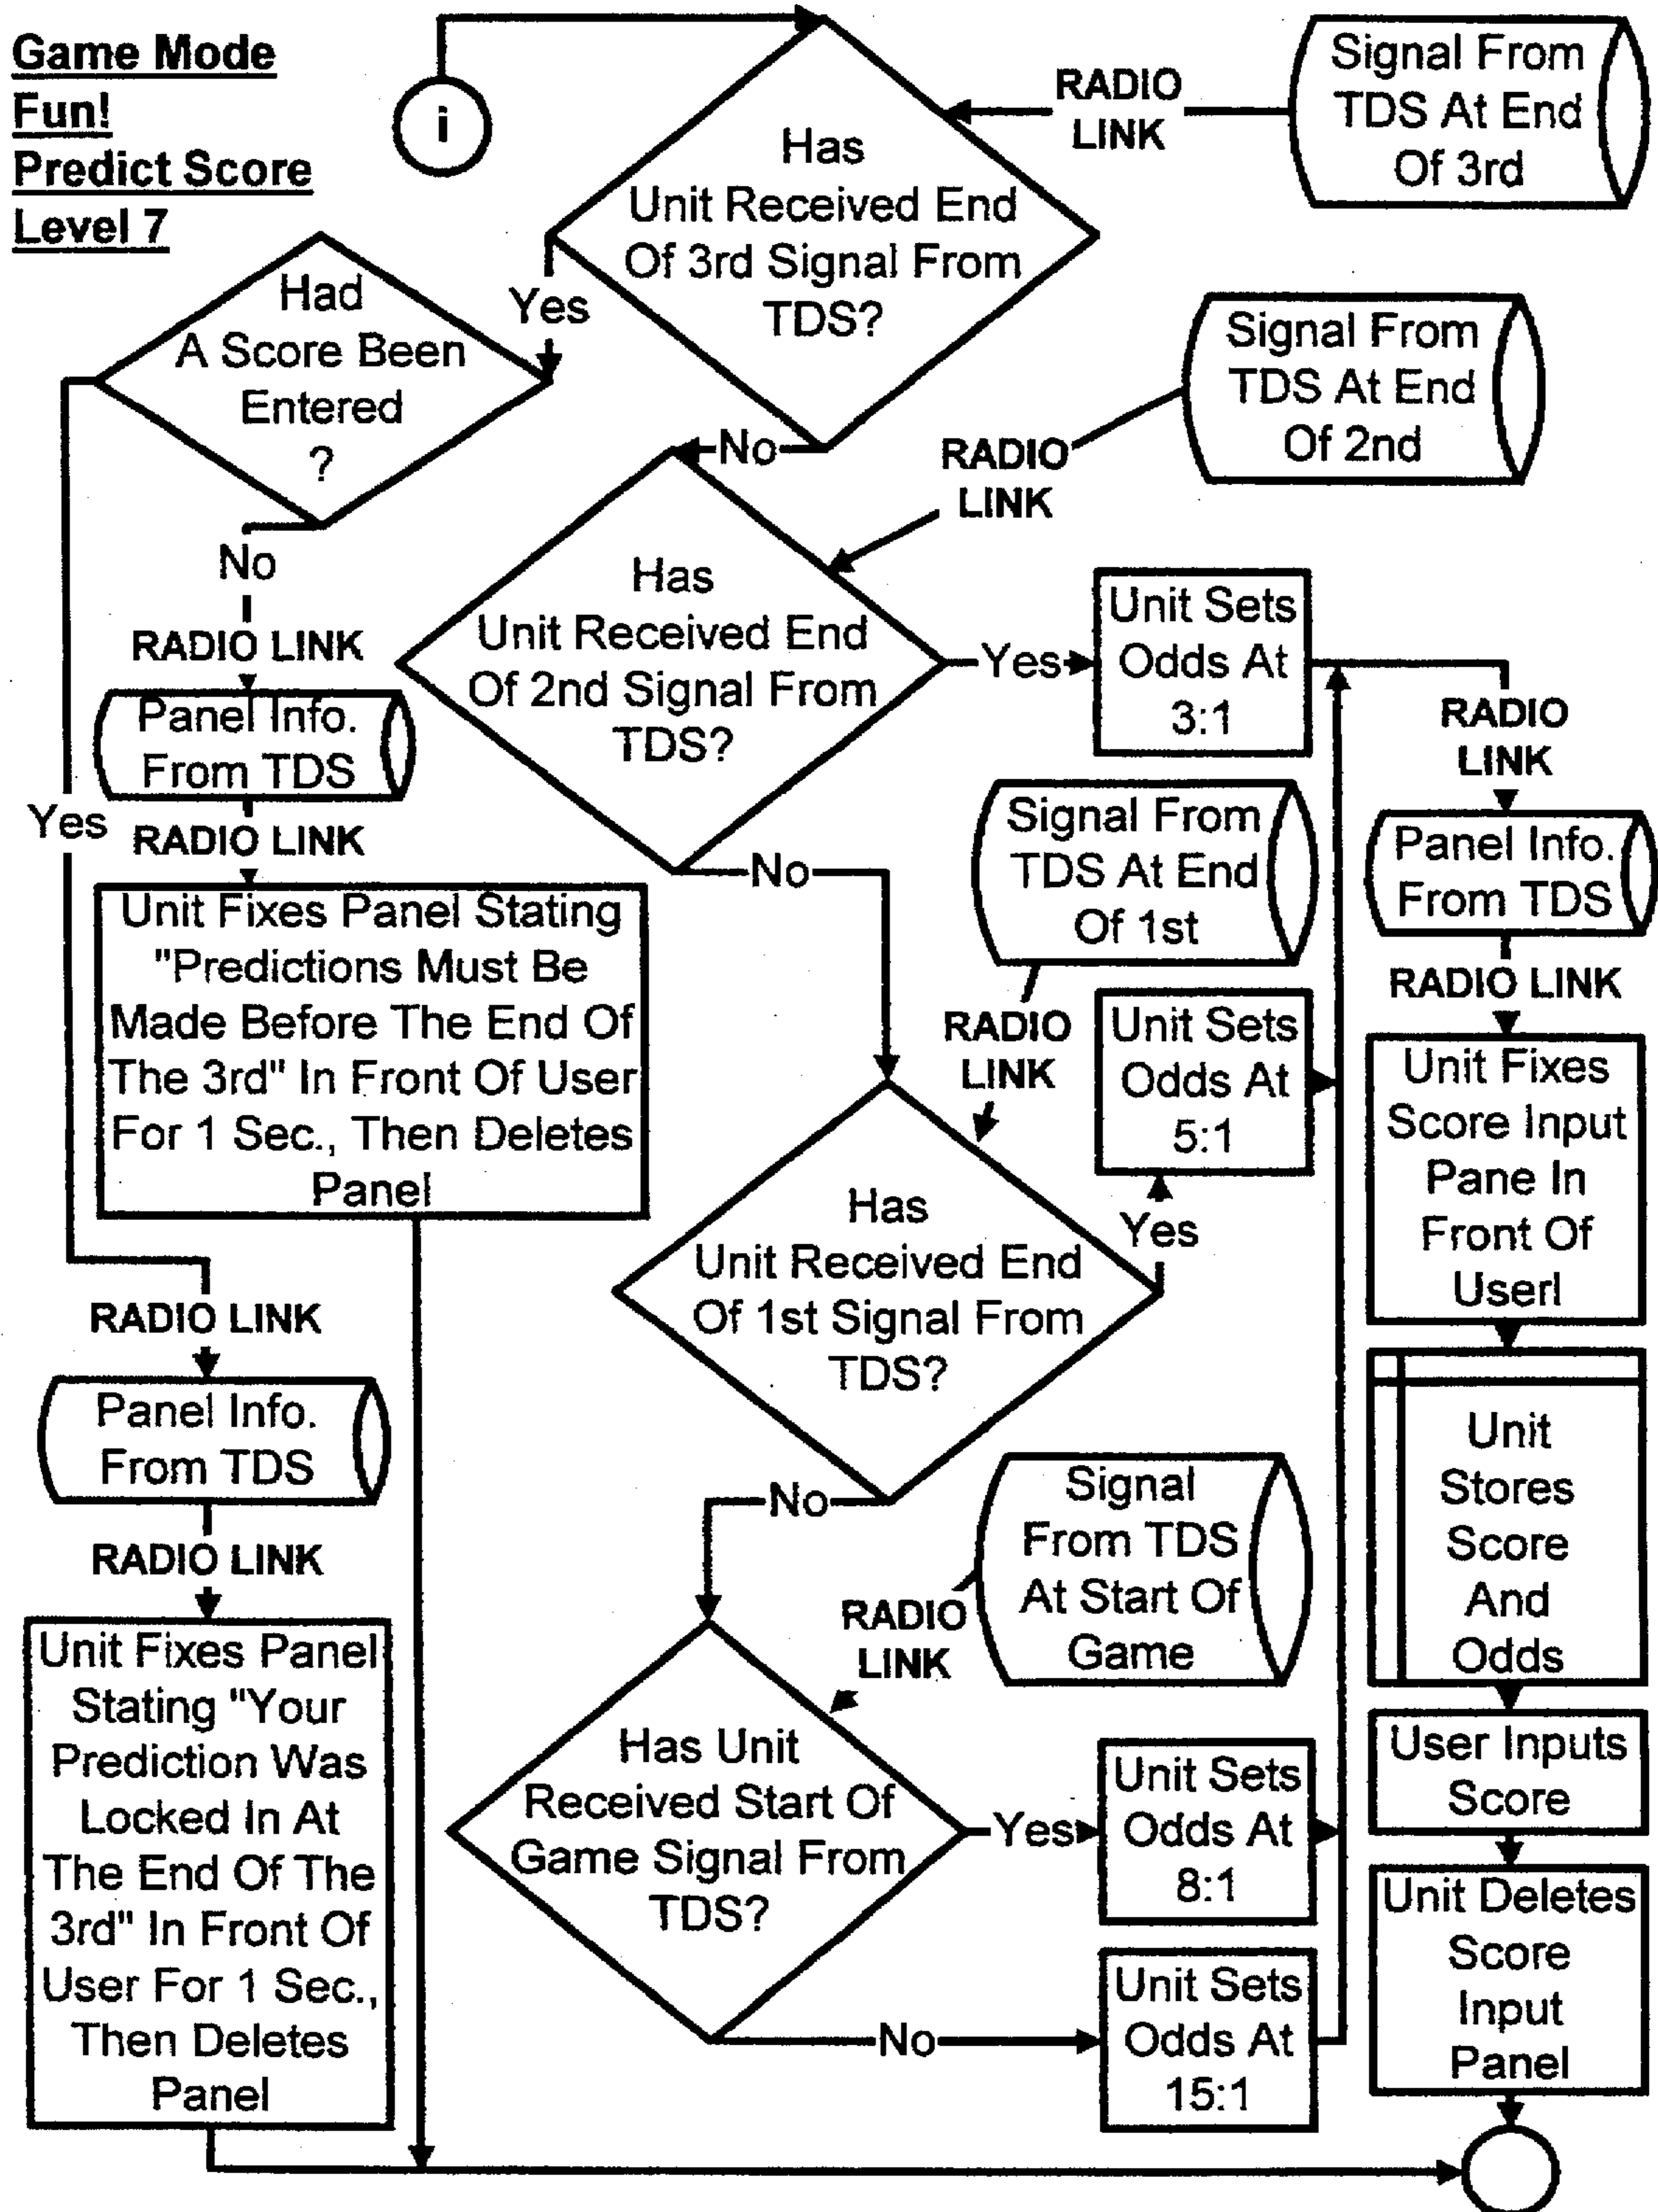 Game Mode
Fun!
Predict Score
Level 7
i
Has
Unit Received End
Of 3rd Signal From
TDS?
RADIO
LINK
Signal From
TDS At End
Of 3rd
Yes
Had
A Score Been
Entered
?
No
Signal From
TDS At End
Of 2nd
RADIO
LINK
No
RADIO LINK
Panel Info.
From TDS
RADIO LINK
Yes
Unit Fixes Panel Stating
"Predictions Must Be
Made Before The End Of
The 3rd" In Front Of User
For 1 Sec., Then Deletes
Panel
RADIO LINK
Panel Info.
From TDS
RADIO LINK
Unit Fixes Panel
Stating "Your
Prediction Was
Locked In At
The End Of The
3rd" In Front Of
User For 1 Sec.,
Then Deletes
Panel
Has
Unit Received End
Of 2nd Signal From
TDS?
Yes
Unit Sets
Odds At
3:1
No
Signal From
TDS At End
Of 1st
RADIO
LINK
Unit Sets
Odds At
5:1
Yes
Has
Unit Received End
Of 1st Signal From
TDS?
No
Signal
From TDS
At Start Of
Game
RADIO
LINK
Has Unit
Received Start Of
Game Signal From
TDS?
Yes
Unit Sets
Odds At
8:1
No
Unit Sets
Odds At
15:1
RADIO
LINK
Panel Info.
From TDS
RADIO LINK
Unit Fixes
Score Input
Pane In
Front Of
Userl
Unit
Stores
Score
And
Odds
User Inputs
Score
Unit Deletes
Score
Input
Panel